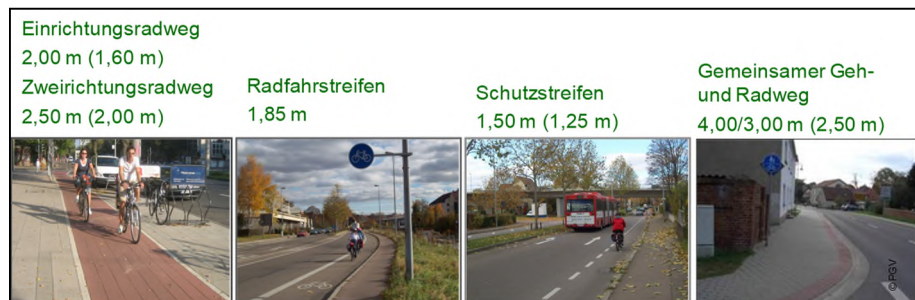 Einrichtungsradweg
2,00 m (1,60 m)
Zweirichtungsradweg
2,50 m (2,00 m)
Radfahrstreifen
1,85 m
Schutzstreifen
1,50 m (1,25 m)
Gemeinsamer Geh-
und Radweg
4,00/3,00 m (2,50 m)
©PGV